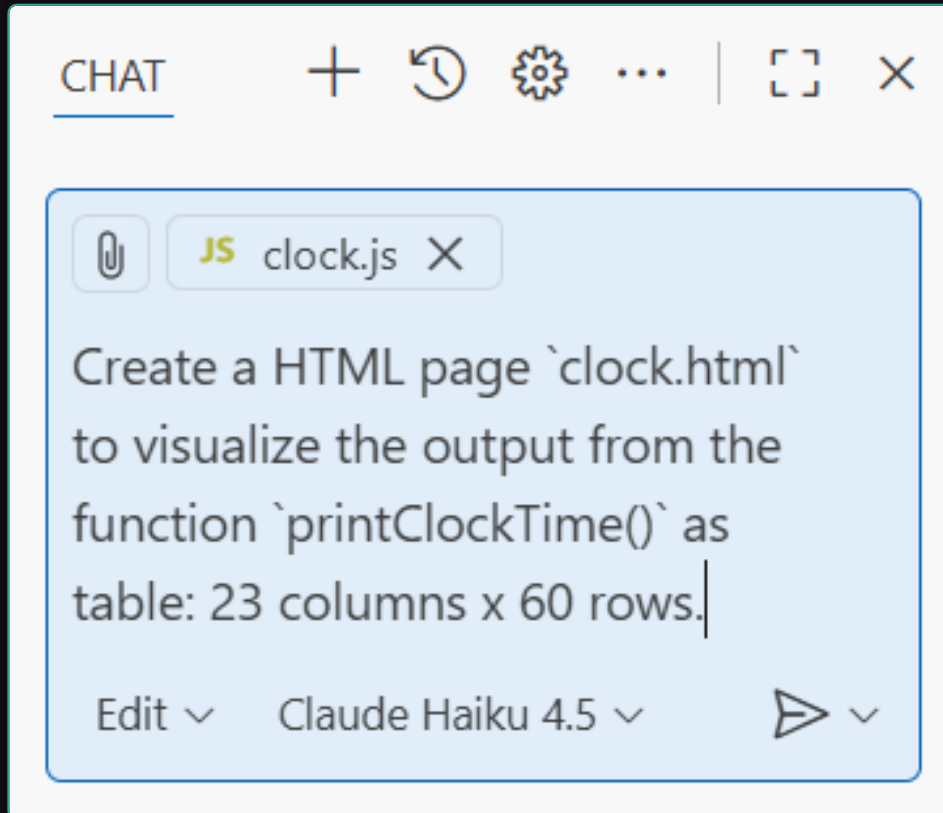 CHAT
JS clock.js
Create a HTML page `clock.html`
to visualize the output from the
function `printClockTime()` as
table: 23 columns x 60 rows.
Edit Claude Haiku 4.5